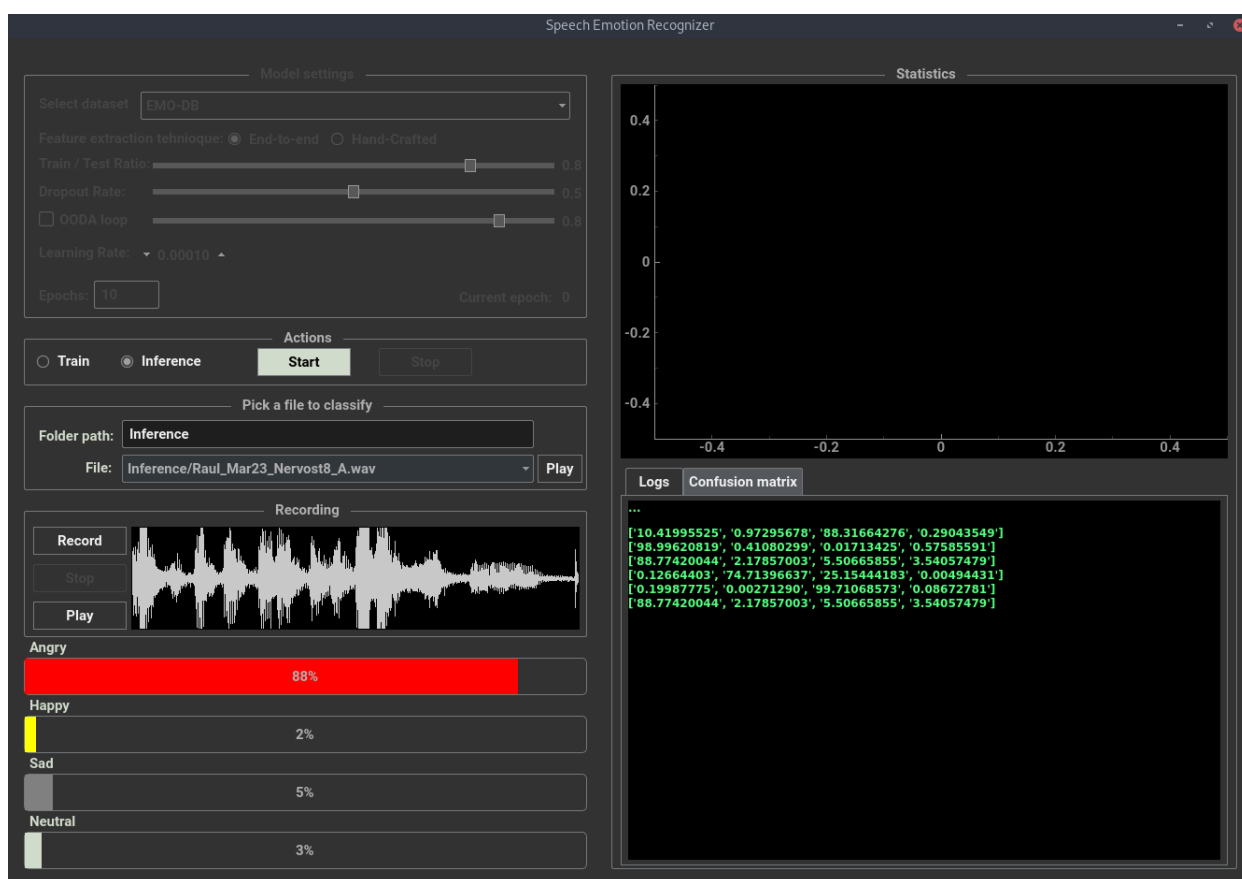 Speech Emotion Recognizer
Model settings
Select dataset EMO-DB
Feature extraction tehnioque: End-to-end Hand-Crafted
Train / Test Ratio: 0.8
Dropout Rate: 0.5
OODA loop 0.8
Learning Rate: 0.00010
Epochs: 10 Current epoch: 0
Actions
Train Inference Start Stop
Pick a file to classify
Folder path: Inference
File: Inference/Raul_Mar23_Nervost8_A.wav Play
Recording
Record
Stop
Play
Angry
88%
Happy
2%
Sad
5%
Neutral
3%
Statistics
0.4
0.2
0
-0.2
-0.4
-0.4 -0.2 0 0.2 0.4
Logs Confusion matrix
...
['10.41995525', '0.97295678', '88.31664276', '0.29043549']
['98.99620819', '0.41080299', '0.01713425', '0.57585591']
['88.77420044', '2.17857003', '5.50665855', '3.54057479']
['0.12664403', '74.71396637', '25.15444183', '0.00494431']
['0.19987775', '0.00271290', '99.71068573', '0.08672781']
['88.77420044', '2.17857003', '5.50665855', '3.54057479']